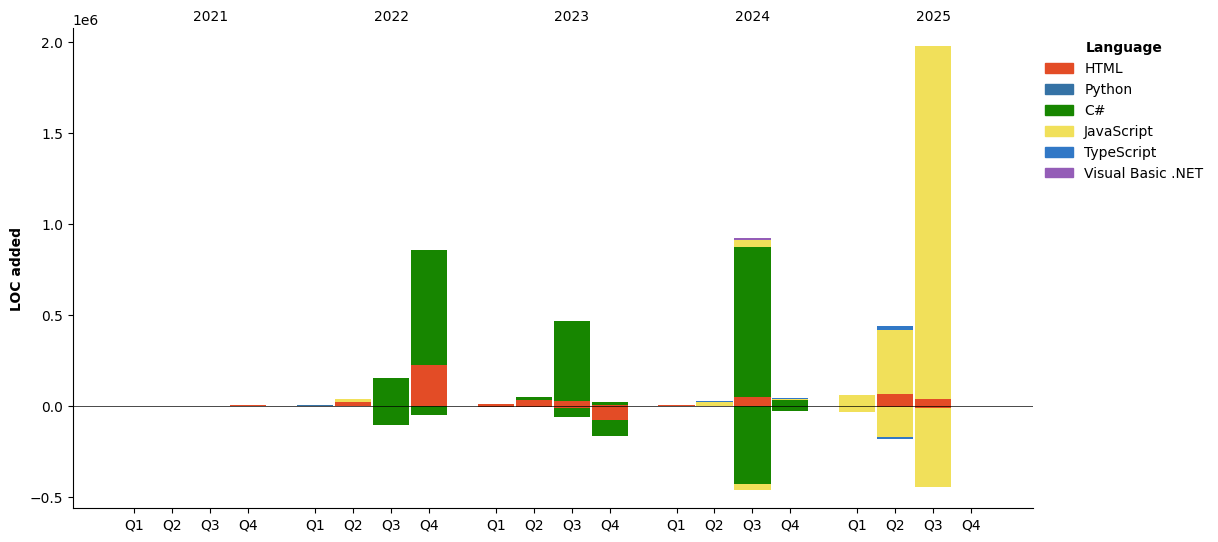 2021 2022 2023 2024 2025
1e6
Language
HTML
Python
C#
JavaScript
TypeScript
Visual Basic .NET
2.0
1.5
1.0
0.5
0.0
−0.5
LOC added
Q1 Q2 Q3 Q4 Q1 Q2 Q3 Q4 Q1 Q2 Q3 Q4 Q1 Q2 Q3 Q4 Q1 Q2 Q3 Q4